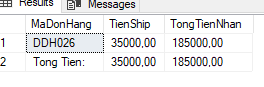 Results Messages
MaDonHang TienShip TongTienNhan
1 DDH026 35000,00 185000,00
2 Tong Tien: 35000,00 185000,00